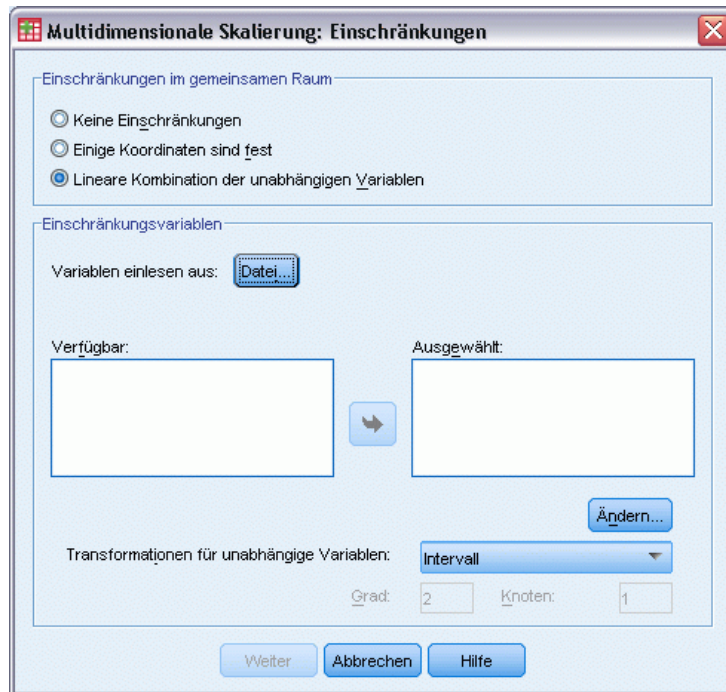 Multidimensionale Skalierung: Einschränkungen
Einschränkungen im gemeinsamen Raum
Keine Einschränkungen
Einige Koordinaten sind fest
Lineare Kombination der unabhängigen Variablen
Einschränkungsvariablen
Variablen einlesen aus: Datei...
Verfügbar: Ausgewählt:
Ändern...
Transformationen für unabhängige Variablen: Intervall
Grad: 2 Knoten: 1
Weiter Abbrechen Hilfe